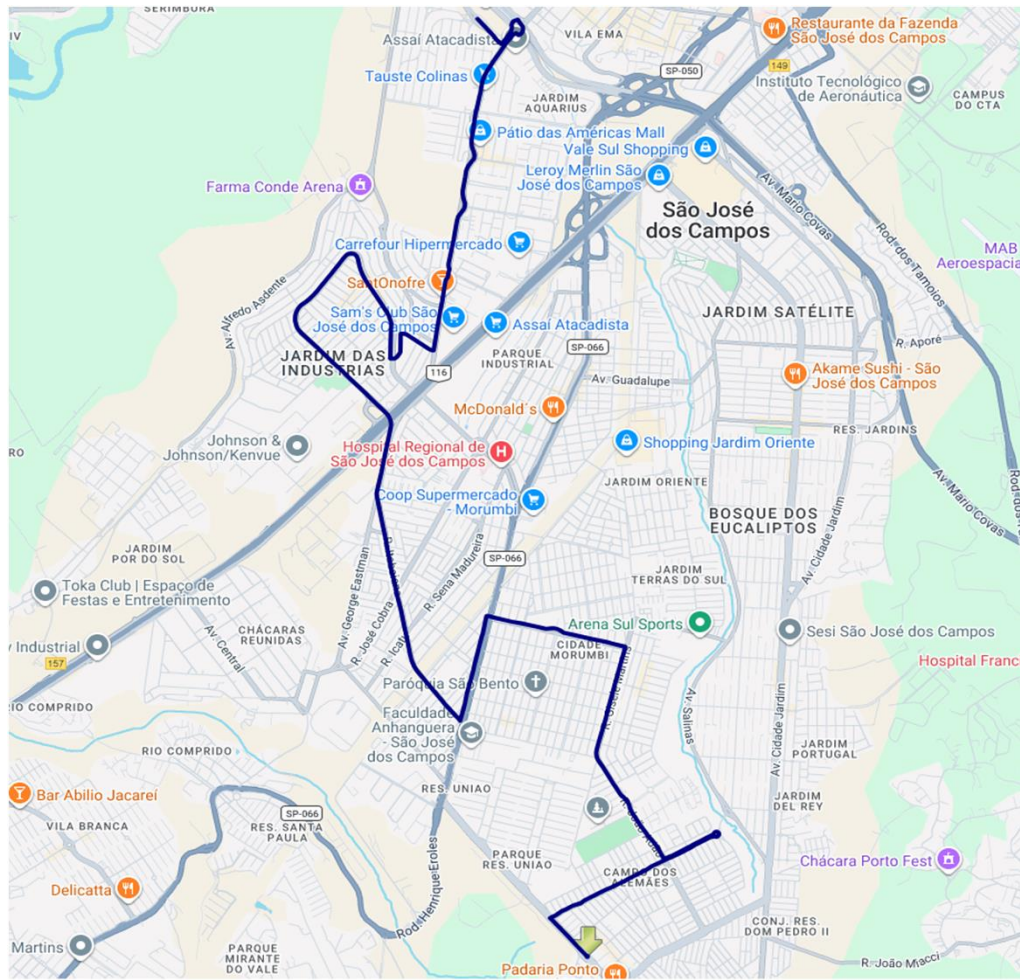 SERIMBURA
IV
Assaí Atacadista
VILA EMA
Restaurante da Fazenda
São José dos Campos
SP-050
149
Tauste Colinas
JARDIM
AQUARIUS
Instituto Tecnológico
de Aeronáutica
CAMPUS
DO CTA
Pátio das Américas Mall
Vale Sul Shopping
Leroy Merlin São
José dos Campos
Farma Conde Arena
Av. Mario Covas
São José
dos Campos
Rod. dos Tamoios
Carrefour Hipermercado
MAB
Aeroespacia
SantOnofre
Av. Alfredo Asdente
Sam's Club São
José dos Campos
Assaí Atacadista
JARDIM SATÉLITE
R. Aporé
JARDIM DAS
INDUSTRIAS
PARQUE
INDUSTRIAL
SP-066
116
Av. Guadalupe
Akame Sushi - São
José dos Campos
McDonald´s
RES. JARDINS
Johnson &
Johnson/Kenvue
Hospital Regional de
São José dos Campos
Shopping Jardim Oriente
RO
JARDIM ORIENTE
Av. Mario Covas
Coop Supermercado
- Morumbi
BOSQUE DOS
EUCALIPTOS
Av. Cidade Jardim
JARDIM
POR DO SOL
SP-066
R. Sena Madureira
JARDIM
TERRAS DO SUL
Toka Club | Espaço de
Festas e Entreteni­mento
Av. George Eastman
R. José Cobra
R. Icatu
CHÁCARAS
REUNIDAS
Av. Central
Arena Sul Sports
Sesi São José dos Campos
y Industrial
157
CIDADE
MORUMBI
Hospital Franc
Paróquia São Bento
R. Gisele Martins
Av. Salinas
RIO COMPRIDO
Faculdade
Anhanguera
- São José
dos Campos
Av. Cidade Jardim
RIO COMPRIDO
JARDIM
PORTUGAL
RES. UNIAO
Bar Abilio Jacareí
JARDIM
DEL REY
SP-066
VILA BRANCA
RES. SANTA
PAULA
PARQUE
RES. UNIAO
Chácara Porto Fest
Delicatta
CAMPO DOS
ALEMÃES
Rod. Henrique Eroles
CONJ. RES.
DOM PEDRO II
Martins
PARQUE
MIRANTE
DO VALE
Padaria Ponto
R. João Miacci